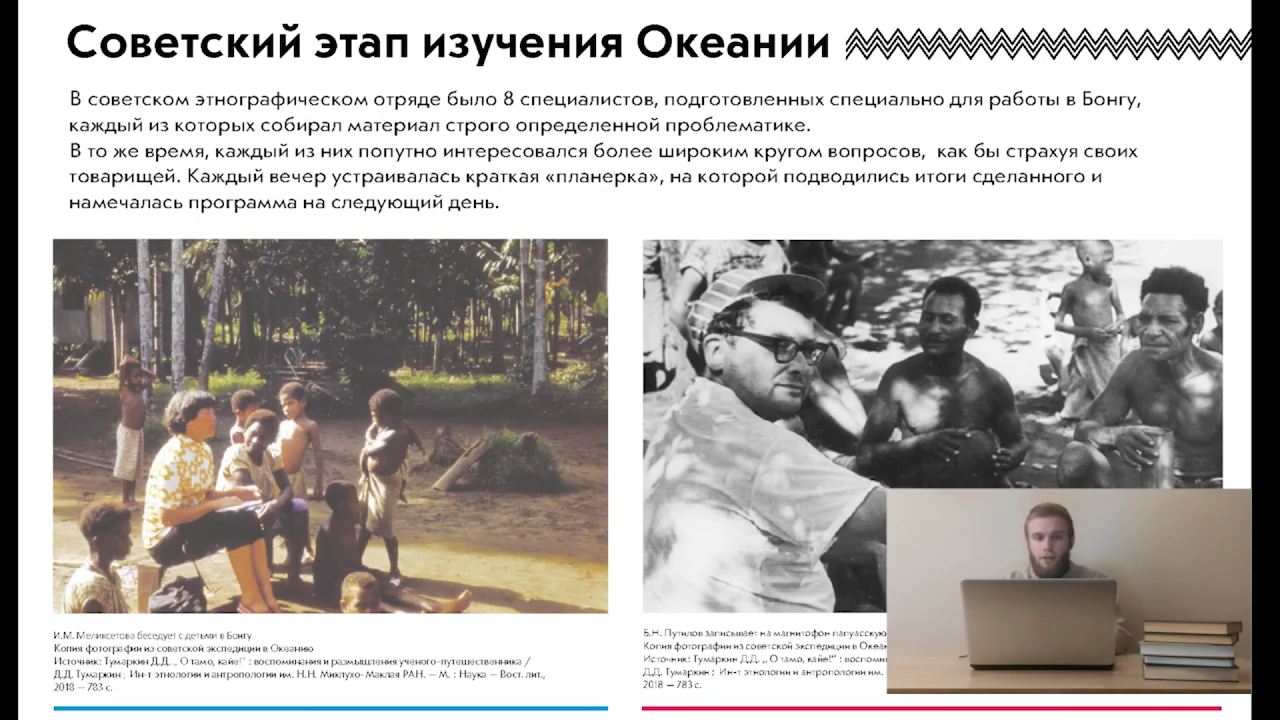 Советский этап изучения Океании
В советском этнографическом отряде было 8 специалистов, подготовленных специально для работы в Бонгу,
каждый из которых собирал материал строго определенной проблематике.
В то же время, каждый из них попутно интересовался более широким кругом вопросов, как бы страхуя своих
товарищей. Каждый вечер устраивалась краткая «планерка», на которой подводились итоги сделанного и
намечалась программа на следующий день.
И.М. Меликсетова беседует с детьми в Бонгу
Копия фотографии из советской экспедиции в Океанию
Источник: Тумаркин Д.Д. ,, О тамо, кайе!" : воспоминания и размышления ученого-путешественника /
Д.Д. Тумаркин ; Ин-т этнологии и антропологии им. Н.Н. Миклухо-Маклая РАН. — М. : Наука — Вост. лит.,
2018 — 783 с.
Б.Н. Путилов записывает на магнитофон папуасскую
Копия фотографии из советской экспедиции в Океан
Источник: Тумаркин Д.Д. ,, О тамо, кайе!" : воспомин
Д.Д. Тумаркин ; Ин-т этнологии и антропологии им.
2018 — 783 с.